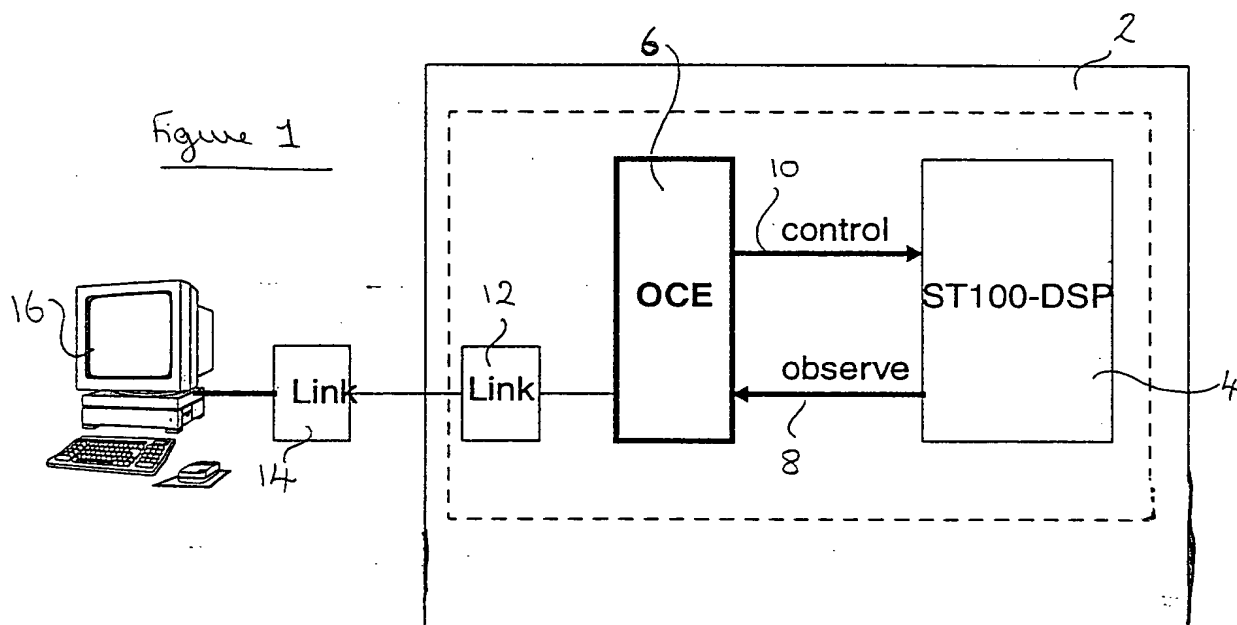 Figure 1
6
2
10
control
OCE
ST100-DSP
16
12
Link
Link
observe
4
8
14